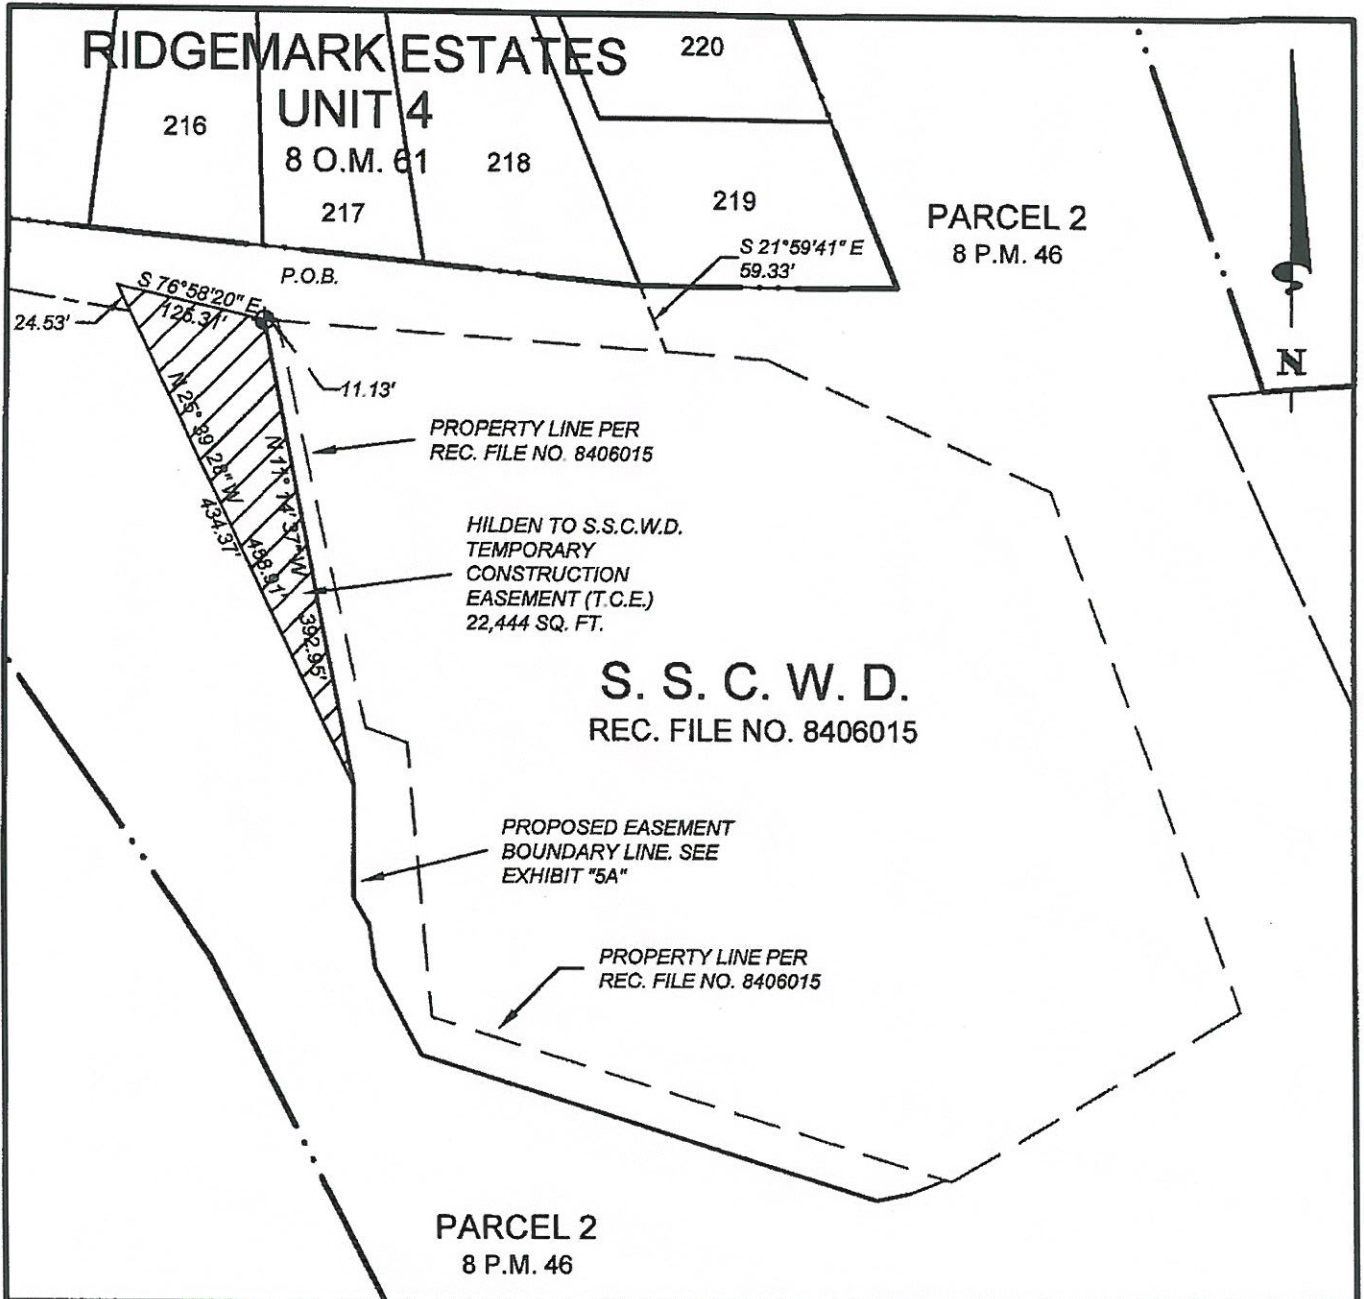 RIDGEMARK ESTATES
UNIT 4
8 O.M. 61
216
217
218
220
219
S 21°59'41" E
59.33'
PARCEL 2
8 P.M. 46
P.O.B.
S 76°58'20" E
125.31'
24.53'
11.13'
N
N 25° 39' 28" W
434.37'
458.91'
N 11° 14' 37" W
392.95'
PROPERTY LINE PER
REC. FILE NO. 8406015
HILDEN TO S.S.C.W.D.
TEMPORARY
CONSTRUCTION
EASEMENT (T.C.E.)
22,444 SQ. FT.
S. S. C. W. D.
REC. FILE NO. 8406015
PROPOSED EASEMENT
BOUNDARY LINE. SEE
EXHIBIT "5A"
PROPERTY LINE PER
REC. FILE NO. 8406015
PARCEL 2
8 P.M. 46